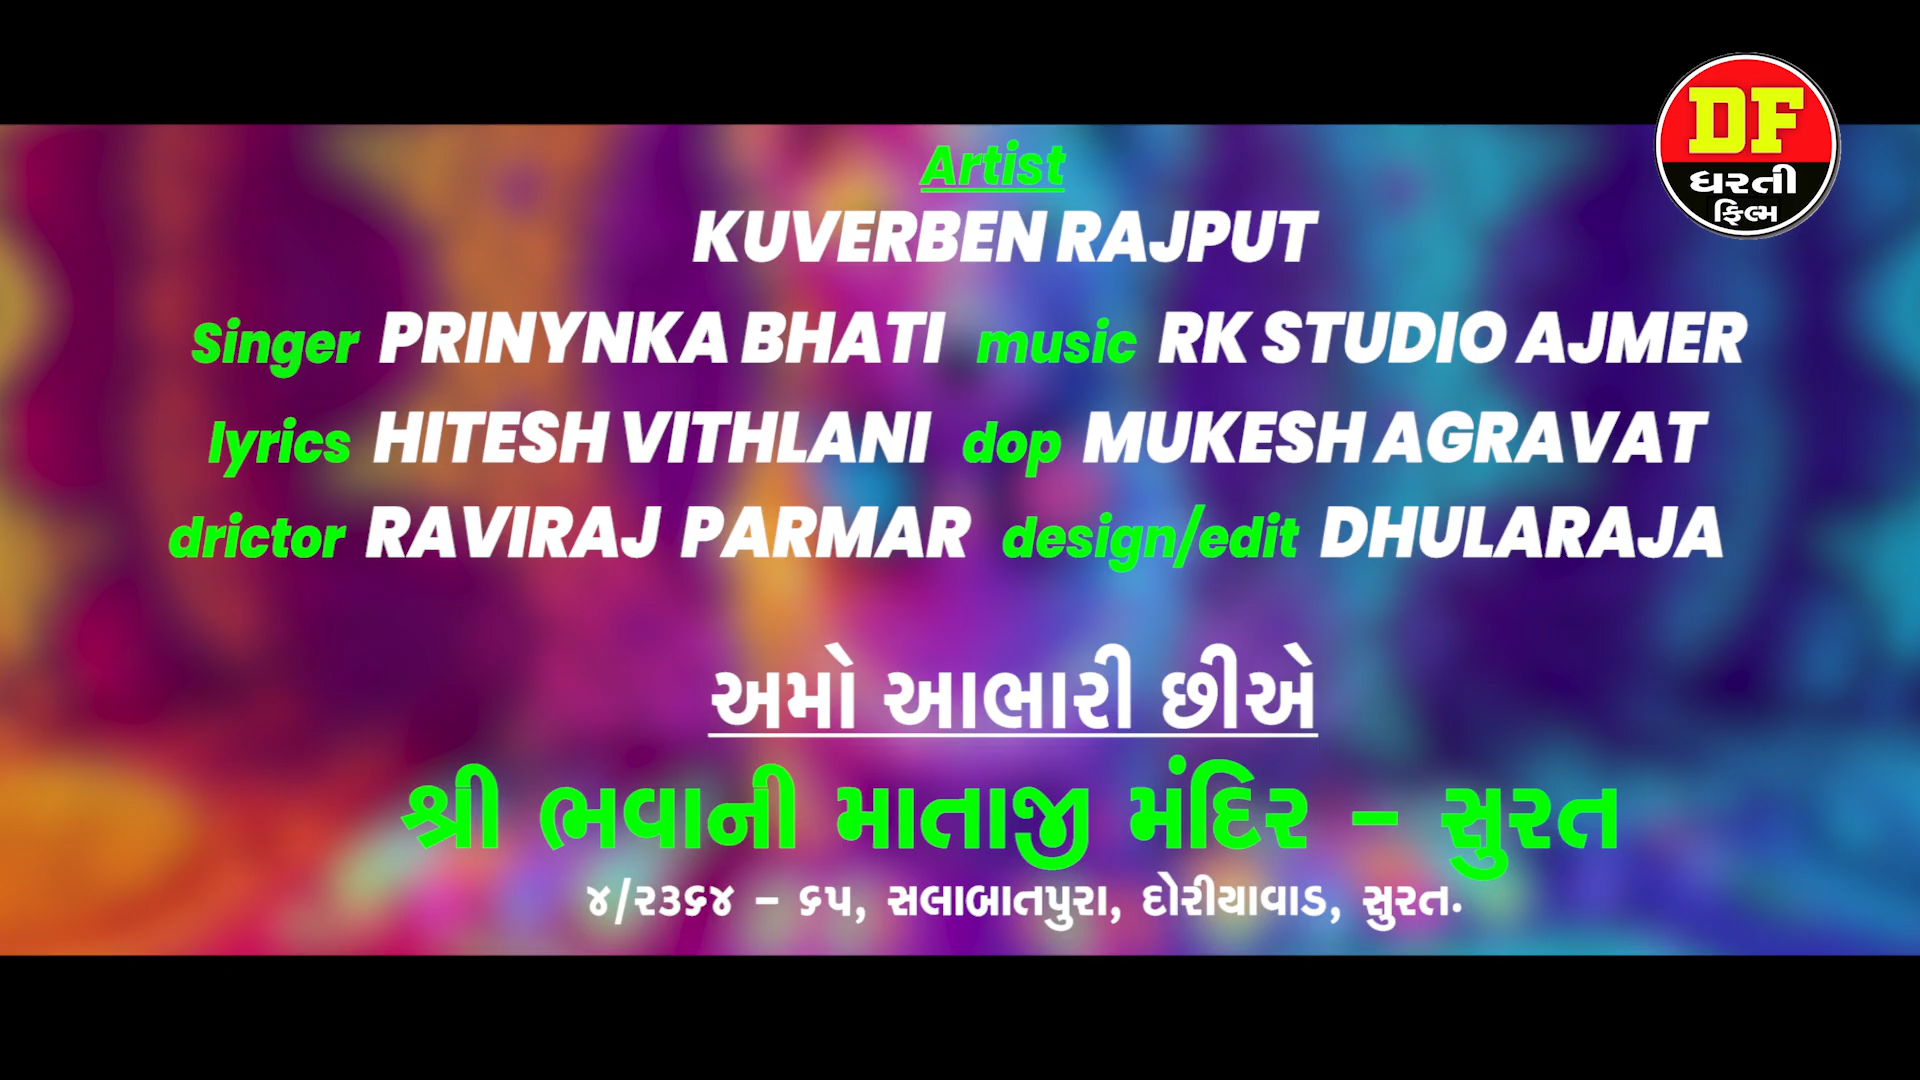 DF
ધરતી
ફિલ્મ
Artist
KUVERBEN RAJPUT
Singer PRINYNKA BHATI music RK STUDIO AJMER
lyrics HITESH VITHLANI dop MUKESH AGRAVAT
drictor RAVIRAJ PARMAR design/edit DHULARAJA
અમો આભારી છીએ
શ્રી ભવાની માતાજી મંદિર - સુરત
૪/૨૩૬૪ - ૬૫, સલાબાતપુરા, દોરીયાવાડ, સુરત.